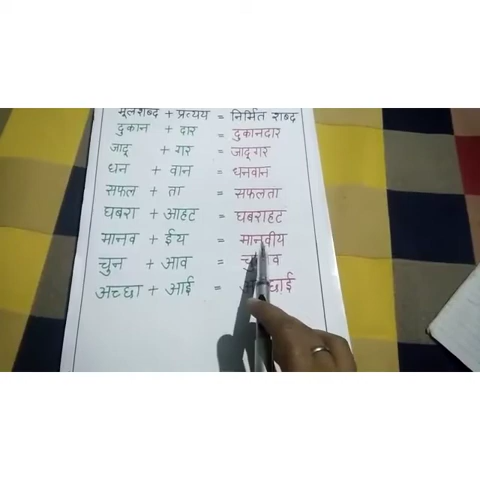 मूलशब्द + प्रत्यय = निर्मित शब्द
दुकान + दार = दुकानदार
जादू + गर = जादूगर
धन + वान = धनवान
सफल + ता = सफलता
घबरा + आहट = घबराहट
मानव + ईय = मानवीय
चुन + आव = चुनाव
अच्छा + आई = अच्छाई